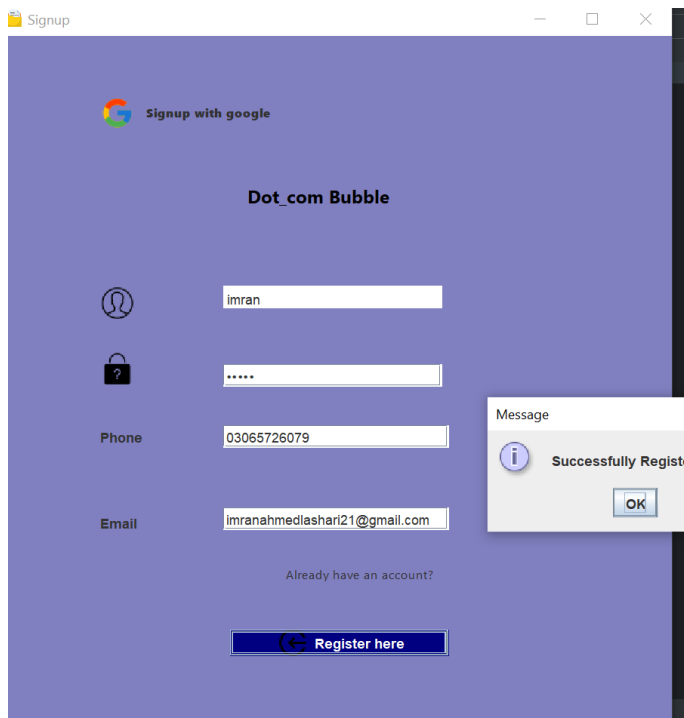 Signup
Signup with google
Dot_com Bubble
imran
?
•••••
Phone
03065726079
Message
Successfully Registe
OK
Email
imranahmedlashari21@gmail.com
Already have an account?
Register here